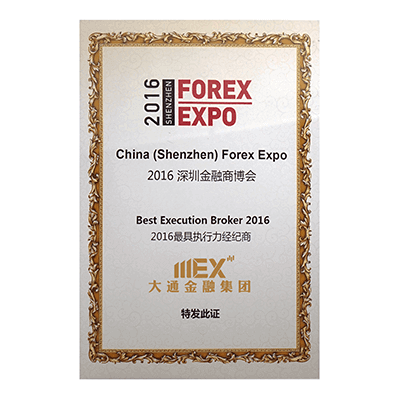 2016
SHENZHEN
FOREX
EXPO
China (Shenzhen) Forex Expo
2016 深圳金融商博会
Best Execution Broker 2016
2016最具执行力经纪商
MEX
大通金融集团
特发此证